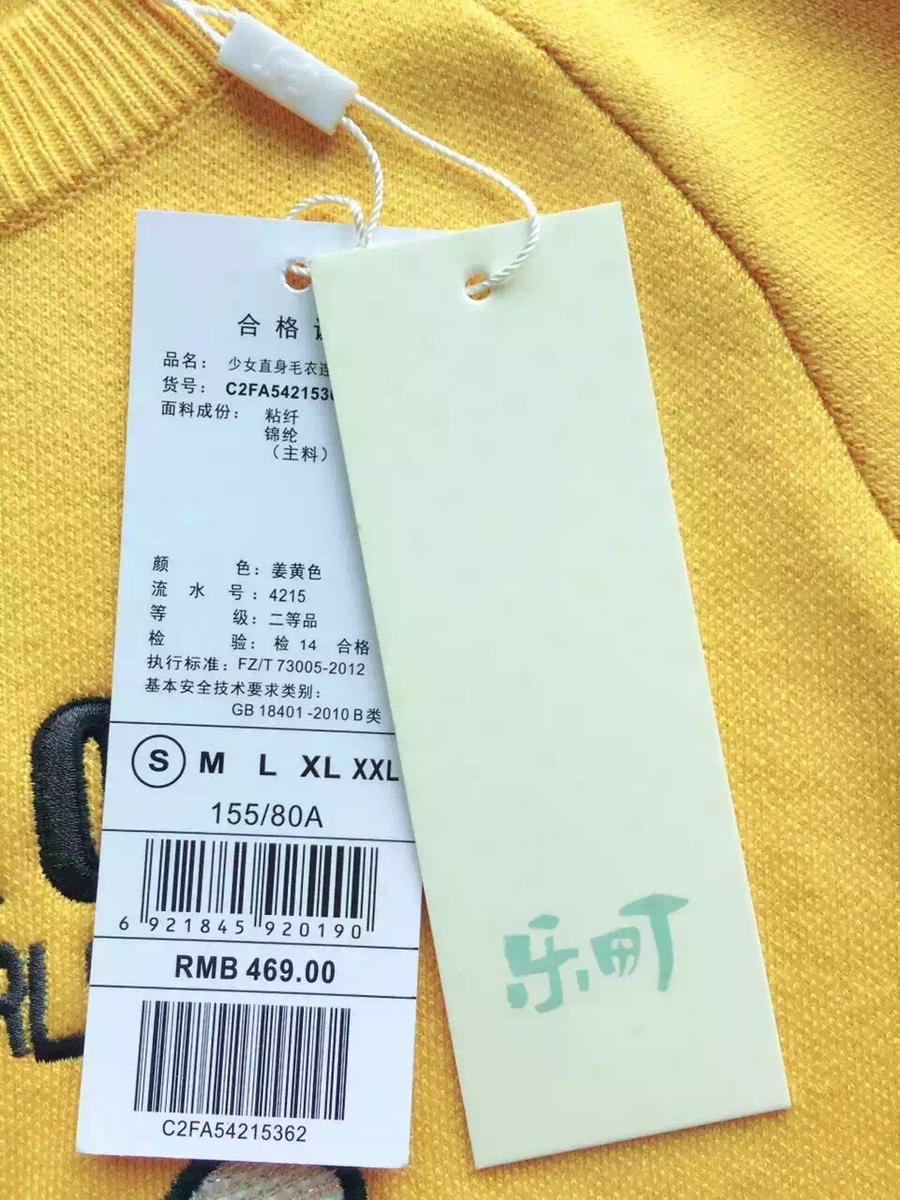 合格
品名： 少女直身毛衣连
货号： C2FA5421536
面料成份： 粘纤
锦纶
（主料）
颜 色：姜黄色
流 水 号：4215
等 级：二等品
检 验： 检 14 合格
执行标准：FZ/T 73005-2012
基本安全技术要求类别：
GB 18401-2010 B 类
S M L XL XXL
155/80A
6 921845 920190
RMB 469.00
C2FA54215362
乐町